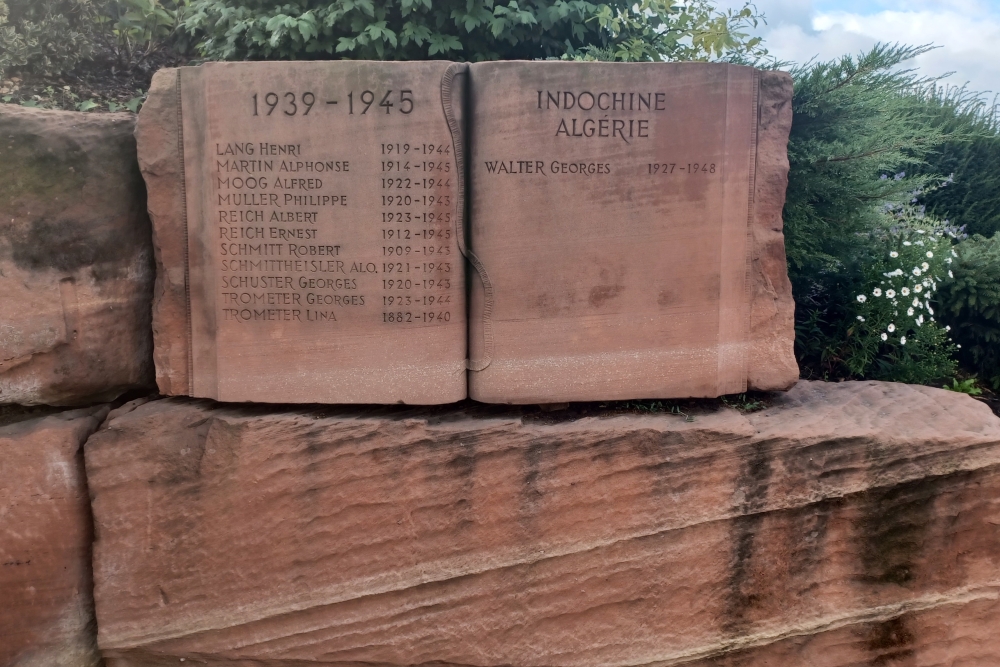 1939-1945
LANG HENRI 1919-1944
MARTIN ALPHONSE 1914-1945
MOOG ALFRED 1922-1944
MULLER PHILIPPE 1920-1943
REICH ALBERT 1923-1945
REICH ERNEST 1912-1945
SCHMITT ROBERT 1909-1943
SCHMITTHEISLER ALO. 1921-1943
SCHUSTER GEORGES 1920-1943
TROMETER GEORGES 1923-1944
TROMETER LINA 1882-1940
INDOCHINE
ALGÉRIE
WALTER GEORGES 1927-1948